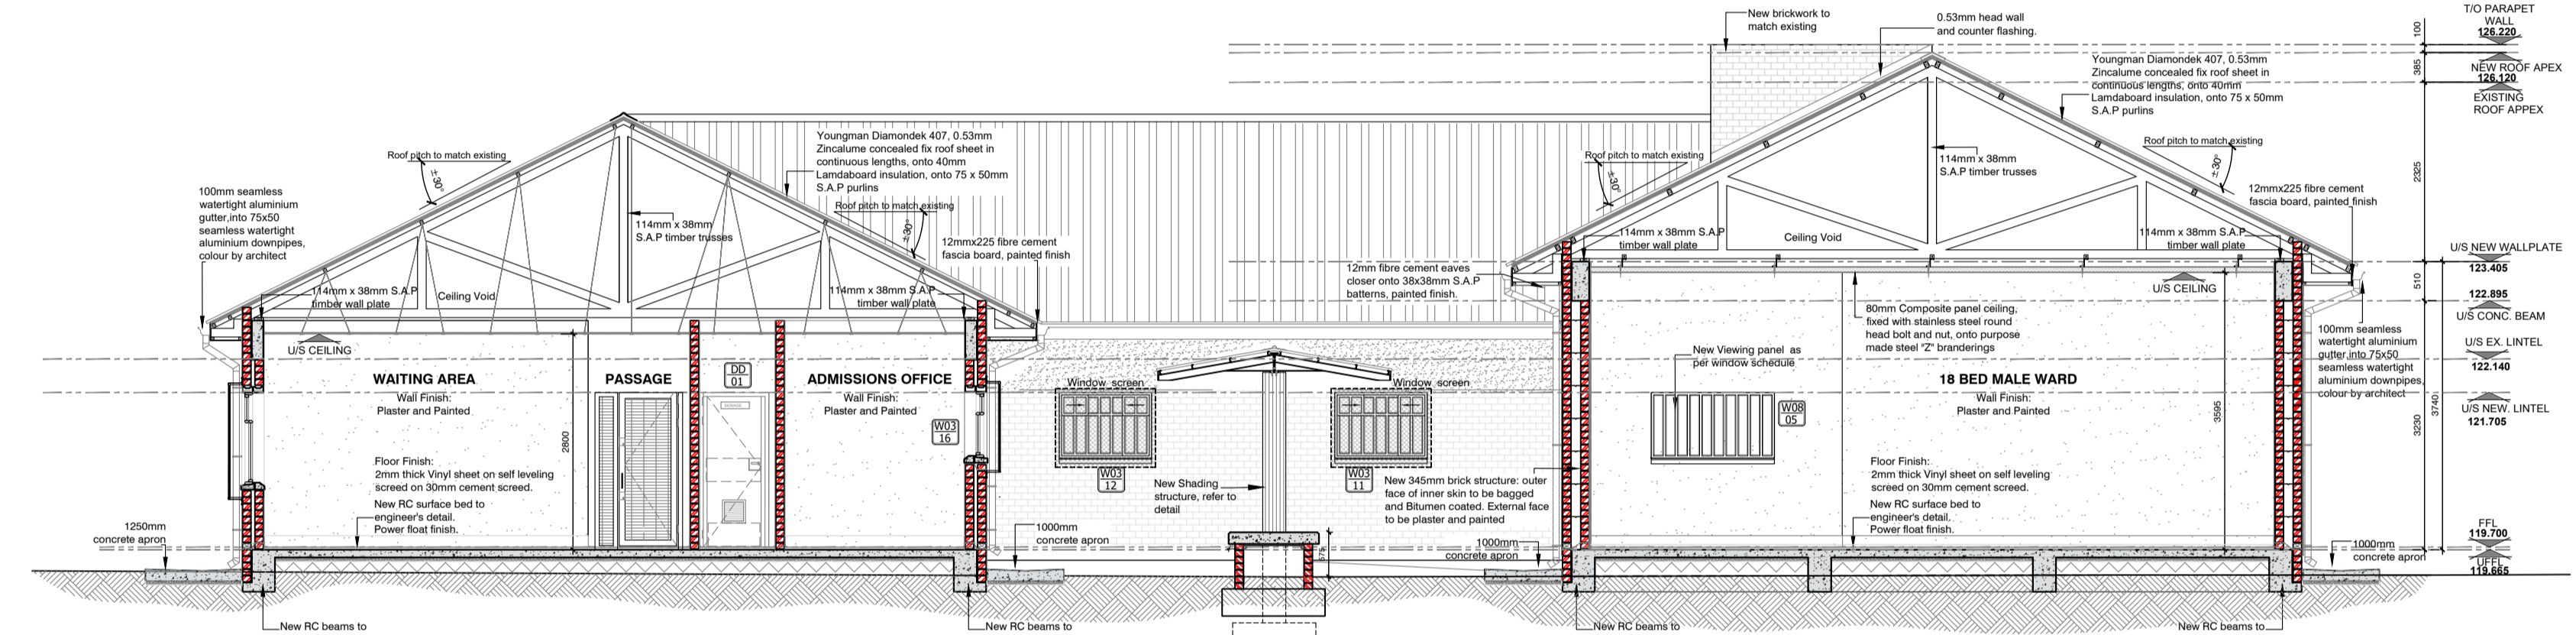 New brickwork to
match existing
0.53mm head wall
and counter flashing.
T/O PARAPET
WALL
126.220
100
NEW ROOF APEX
126.120
385
EXISTING
ROOF APPEX
Youngman Diamondek 407, 0.53mm
Zincalume concealed fix roof sheet in
continuous lengths, onto 40mm
Lamdaboard insulation, onto 75 x 50mm
S.A.P purlins
Youngman Diamondek 407, 0.53mm
Zincalume concealed fix roof sheet in
continuous lengths, onto 40mm
Lamdaboard insulation, onto 75 x 50mm
S.A.P purlins
Roof pitch to match existing
±30°
Roof pitch to match existing
±30°
Roof pitch to match existing
±30°
Roof pitch to match existing
±30°
100mm seamless
watertight aluminium
gutter,into 75x50
seamless watertight
aluminium downpipes,
colour by architect
114mm x 38mm
S.A.P timber trusses
12mmx225 fibre cement
fascia board, painted finish
114mm x 38mm
S.A.P timber trusses
12mmx225 fibre cement
fascia board, painted finish
2325
114mm x 38mm S.A.P
timber wall plate
Ceiling Void
114mm x 38mm S.A.P
timber wall plate
12mm fibre cement eaves
closer onto 38x38mm S.A.P
batterns, painted finish.
114mm x 38mm S.A.P
timber wall plate
Ceiling Void
114mm x 38mm S.A.P
timber wall plate
U/S NEW WALLPLATE
123.405
510
122.895
U/S CONC. BEAM
U/S CEILING
U/S CEILING
80mm Composite panel ceiling,
fixed with stainless steel round
head bolt and nut, onto purpose
made steel "Z" branderings
100mm seamless
watertight aluminium
gutter,into 75x50
seamless watertight
aluminium downpipes,
colour by architect
U/S EX. LINTEL
122.140
U/S NEW. LINTEL
121.705
3740
3230
3595
WAITING AREA
Wall Finish:
Plaster and Painted
PASSAGE
DD
01
ADMISSIONS OFFICE
Wall Finish:
Plaster and Painted
Window screen
Window screen
New Viewing panel as
per window schedule
18 BED MALE WARD
Wall Finish:
Plaster and Painted
W03
16
W08
05
2800
Floor Finish:
2mm thick Vinyl sheet on self leveling
screed on 30mm cement screed.
New RC surface bed to
engineer's detail.
Power float finish.
W03
12
W03
11
New Shading
structure, refer to
detail
New 345mm brick structure: outer
face of inner skin to be bagged
and Bitumen coated. External face
to be plaster and painted
Floor Finish:
2mm thick Vinyl sheet on self leveling
screed on 30mm cement screed.
New RC surface bed to
engineer's detail.
Power float finish.
1250mm
concrete apron
1000mm
concrete apron
1000mm
concrete apron
1000mm
concrete apron
FFL
119.700
UFFL
119.665
New RC beams to
New RC beams to
New RC beams to
New RC beams to